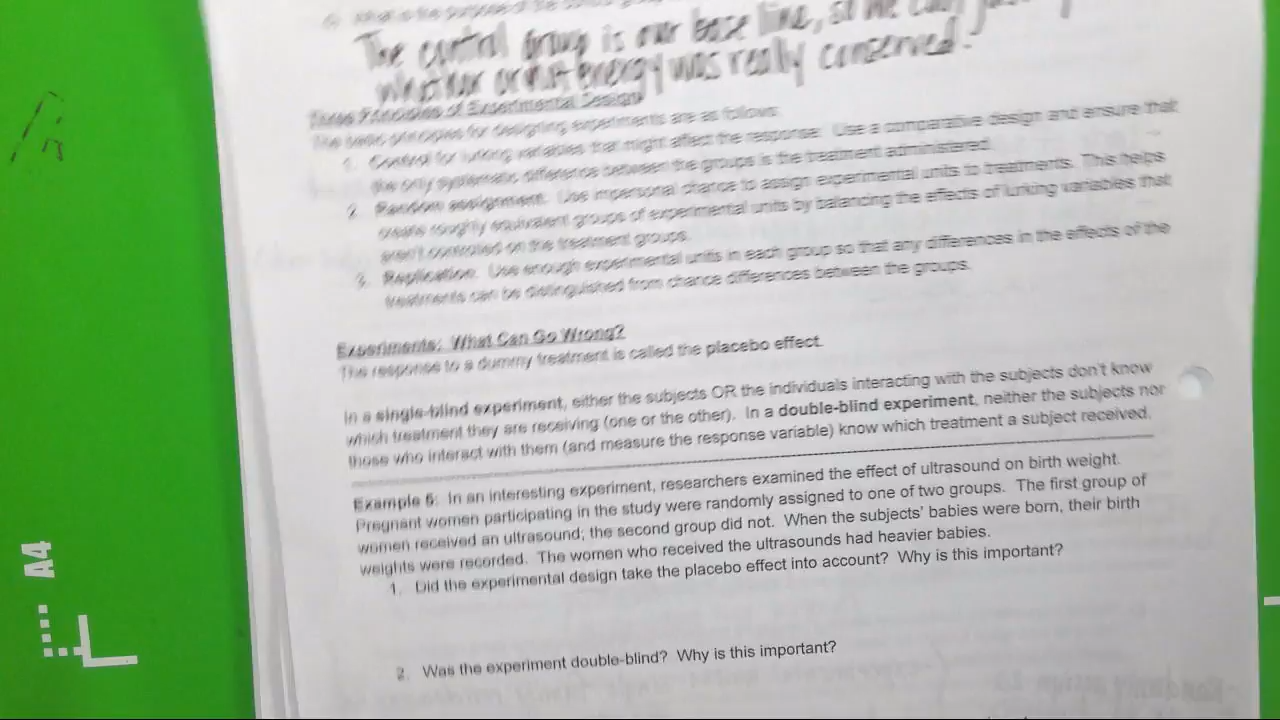 The control group is our base line, so we can
whether or not energy was really conserved.
Three Principles of Experimental Design
The basic principles for designing experiments are as follows:
1. Control for lurking variables that might affect the response: Use a comparative design and ensure that
the only systematic difference between the groups is the treatment administered.
2. Random assignment. Use impersonal chance to assign experimental units to treatments. This helps
create roughly equivalent groups of experimental units by balancing the effects of lurking variables that
aren't controlled on the treatment groups.
3. Replication. Use enough experimental units in each group so that any differences in the effects of the
treatments can be distinguished from chance differences between the groups.
Experiments: What Can Go Wrong?
The response to a dummy treatment is called the placebo effect.
In a single-blind experiment, either the subjects OR the individuals interacting with the subjects don't know
which treatment they are receiving (one or the other). In a double-blind experiment, neither the subjects nor
those who interact with them (and measure the response variable) know which treatment a subject received.
Example 5: In an interesting experiment, researchers examined the effect of ultrasound on birth weight.
Pregnant women participating in the study were randomly assigned to one of two groups. The first group of
women received an ultrasound; the second group did not. When the subjects' babies were born, their birth
weights were recorded. The women who received the ultrasounds had heavier babies.
1. Did the experimental design take the placebo effect into account? Why is this important?
2. Was the experiment double-blind? Why is this important?
A4